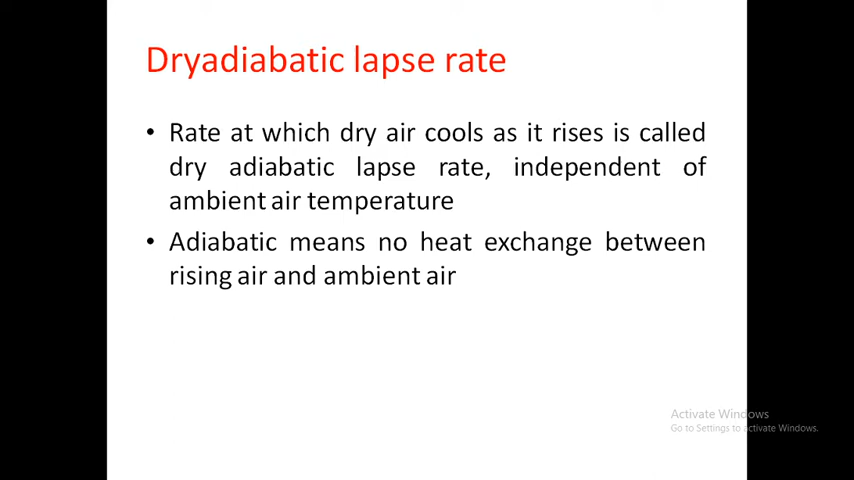 Dryadiabatic lapse rate
• Rate at which dry air cools as it rises is called
dry adiabatic lapse rate, independent of
ambient air temperature
• Adiabatic means no heat exchange between
rising air and ambient air
Activate Windows
Go to Settings to activate Windows.